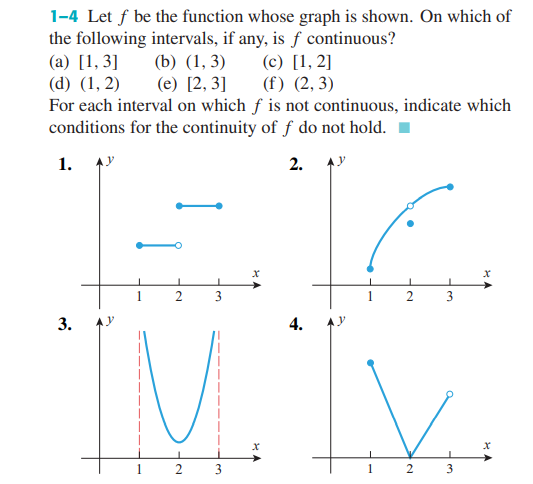 1–4 Let f be the function whose graph is shown. On which of
the following intervals, if any, is f continuous?
(a) [1, 3] (b) (1, 3) (c) [1, 2]
(d) (1, 2) (e) [2, 3] (f) (2, 3)
For each interval on which f is not continuous, indicate which
conditions for the continuity of f do not hold.
1. y 2. y
x x
1 2 3 1 2 3
3. y 4. y
x x
1 2 3 1 2 3